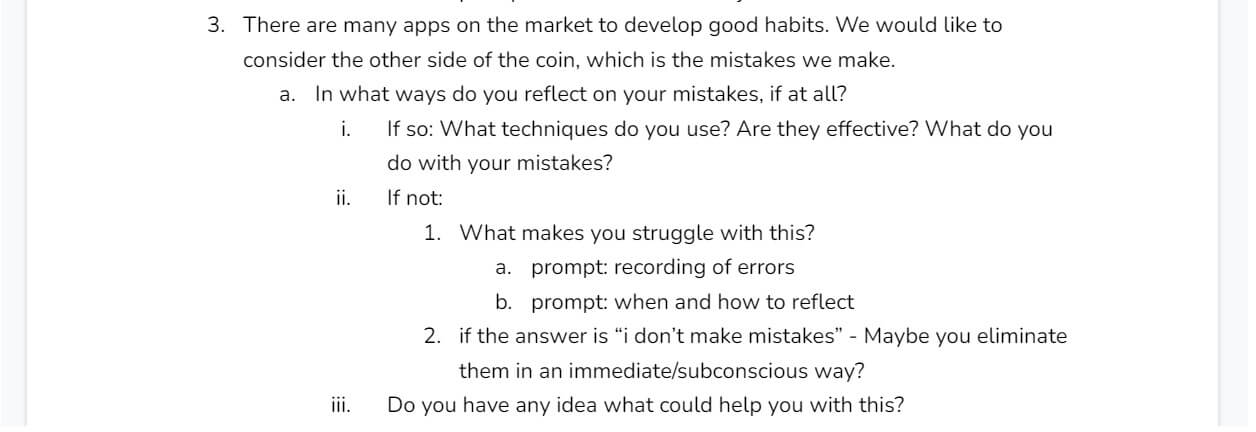 3. There are many apps on the market to develop good habits. We would like to
consider the other side of the coin, which is the mistakes we make.
a. In what ways do you reflect on your mistakes, if at all?
i. If so: What techniques do you use? Are they effective? What do you
do with your mistakes?
ii. If not:
1. What makes you struggle with this?
a. prompt: recording of errors
b. prompt: when and how to reflect
2. if the answer is “i don’t make mistakes” - Maybe you eliminate
them in an immediate/subconscious way?
iii. Do you have any idea what could help you with this?